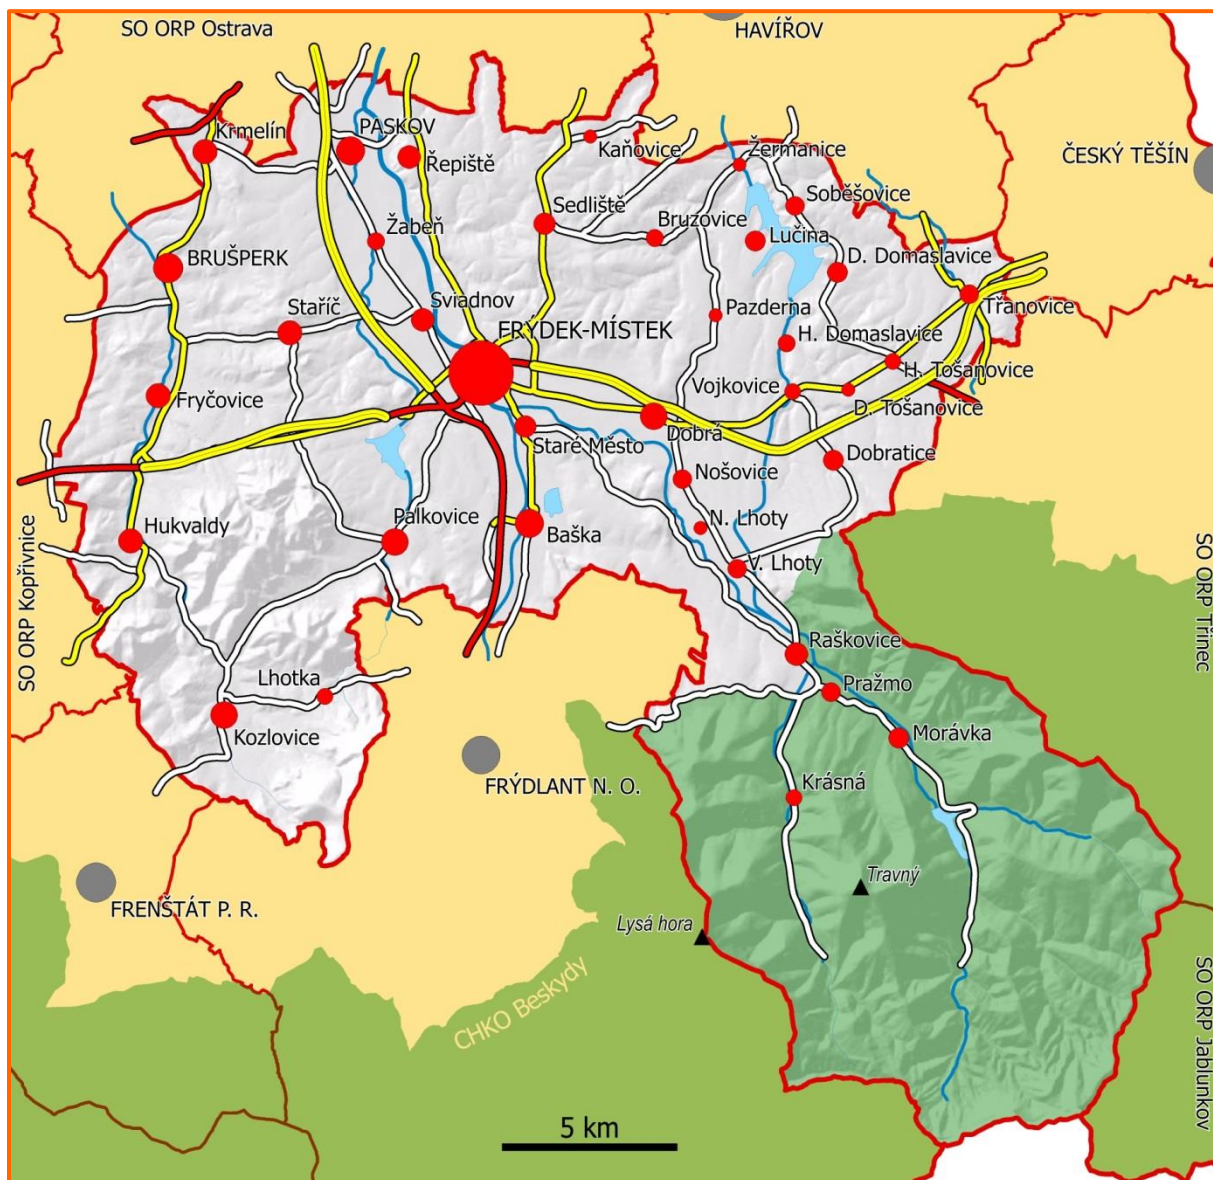 SO ORP Ostrava
HAVÍŘOV
Krmelín
PASKOV
Řepiště
Kaňovice
Žermanice
ČESKÝ TĚŠÍN
Soběšovice
Sedliště
Bruzovice
Lučina
Žabeň
BRUŠPERK
D. Domaslavice
Staříč
Sviadnov
Pazderna
Třanovice
FRÝDEK-MÍSTEK
H. Domaslavice
H. Tošanovice
Vojkovice
Fryčovice
D. Tošanovice
Dobrá
Staré Město
Dobratice
Nošovice
Hukvaldy
Palkovice
Baška
N. Lhoty
V. Lhoty
SO ORP Kopřivnice
SO ORP Třinec
Raškovice
Lhotka
Pražmo
Kozlovice
Morávka
FRÝDLANT N. O.
Krásná
Travný
FRENŠTÁT P. R.
Lysá hora
CHKO Beskydy
SO ORP Jablunkov
5 km